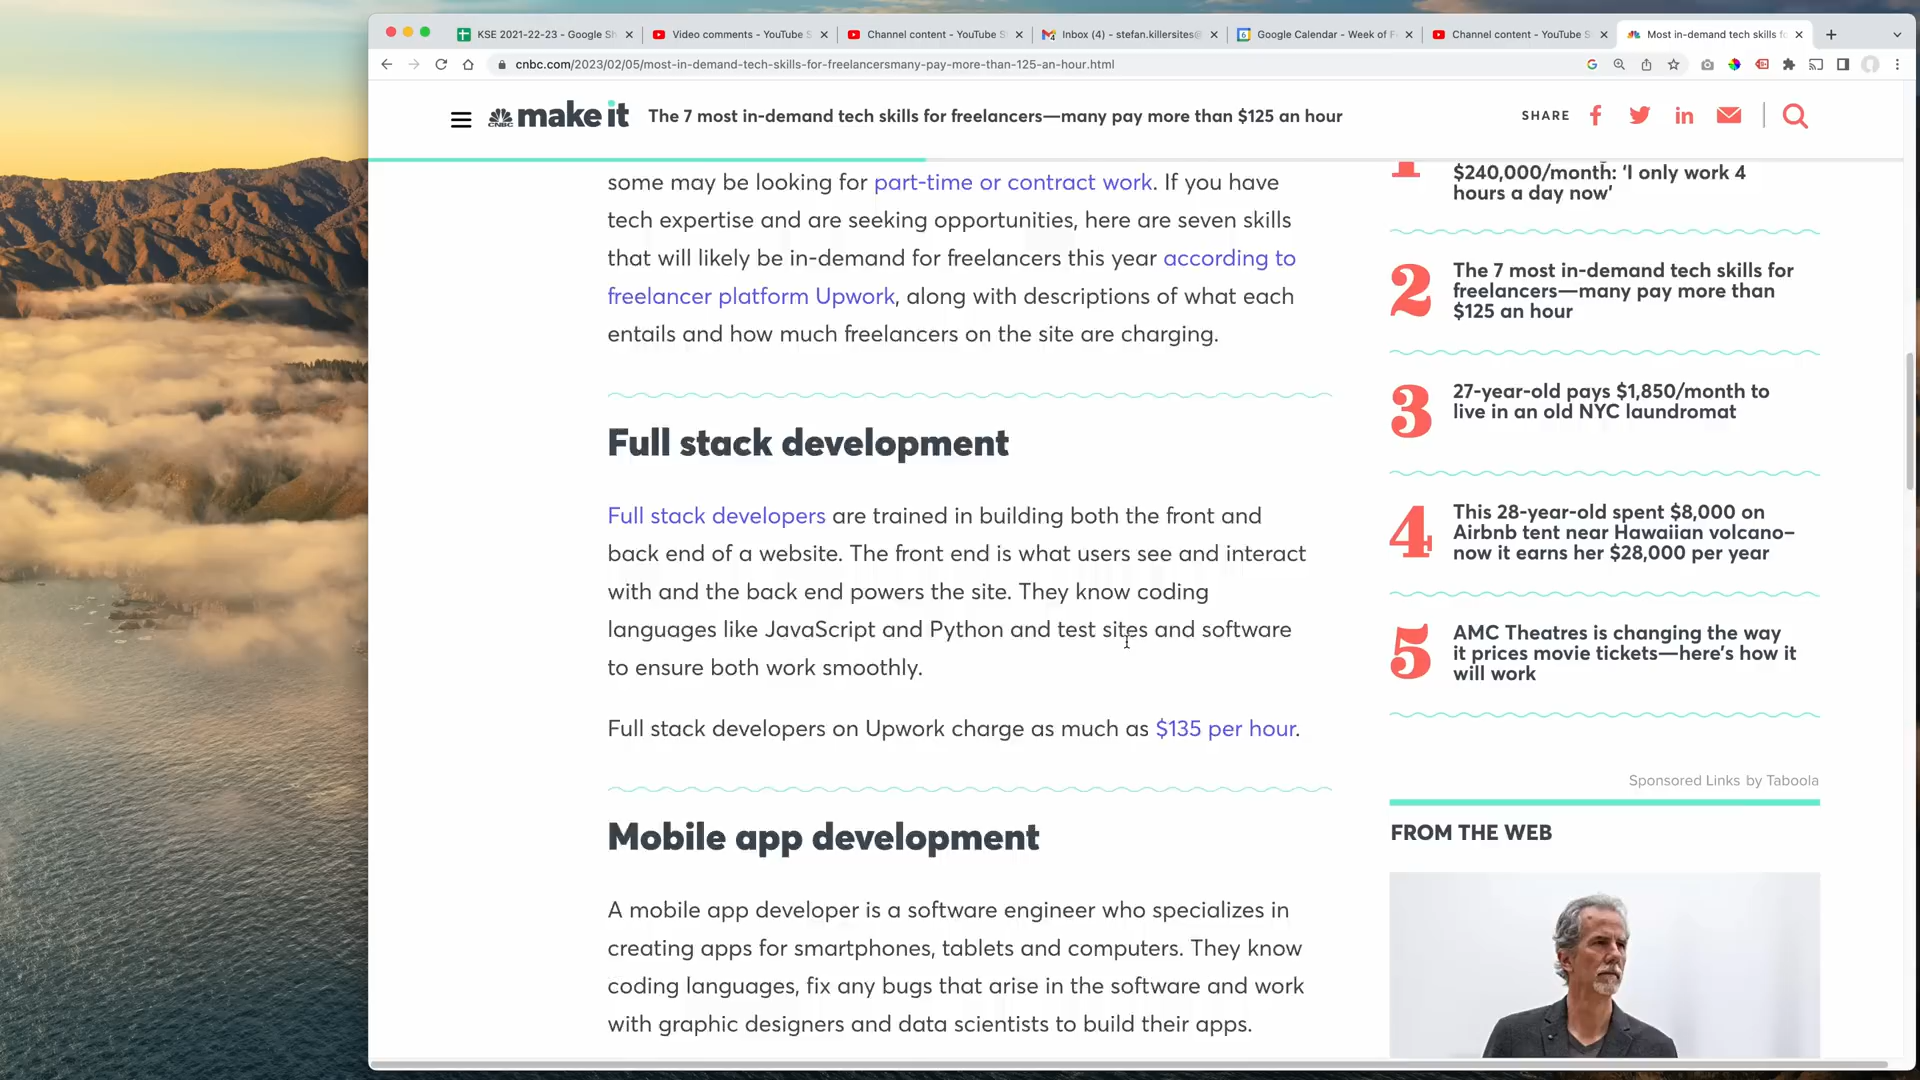 KSE 2021-22-23 - Google Sh
Video comments - YouTube S
Channel content - YouTube S
Inbox (4) - stefan.killersites@
Google Calendar - Week of F
Channel content - YouTube S
Most in-demand tech skills fo
cnbc.com/2023/02/05/most-in-demand-tech-skills-for-freelancersmany-pay-more-than-125-an-hour.html
CNBC make it
The 7 most in-demand tech skills for freelancers—many pay more than $125 an hour
SHARE
some may be looking for part-time or contract work. If you have
tech expertise and are seeking opportunities, here are seven skills
that will likely be in-demand for freelancers this year according to
freelancer platform Upwork, along with descriptions of what each
entails and how much freelancers on the site are charging.
Full stack development
Full stack developers are trained in building both the front and
back end of a website. The front end is what users see and interact
with and the back end powers the site. They know coding
languages like JavaScript and Python and test sites and software
to ensure both work smoothly.
Full stack developers on Upwork charge as much as $135 per hour.
Mobile app development
A mobile app developer is a software engineer who specializes in
creating apps for smartphones, tablets and computers. They know
coding languages, fix any bugs that arise in the software and work
with graphic designers and data scientists to build their apps.
1
$240,000/month: ‘I only work 4
hours a day now’
2
The 7 most in-demand tech skills for
freelancers—many pay more than
$125 an hour
3
27-year-old pays $1,850/month to
live in an old NYC laundromat
4
This 28-year-old spent $8,000 on
Airbnb tent near Hawaiian volcano–
now it earns her $28,000 per year
5
AMC Theatres is changing the way
it prices movie tickets—here’s how it
will work
Sponsored Links by Taboola
FROM THE WEB